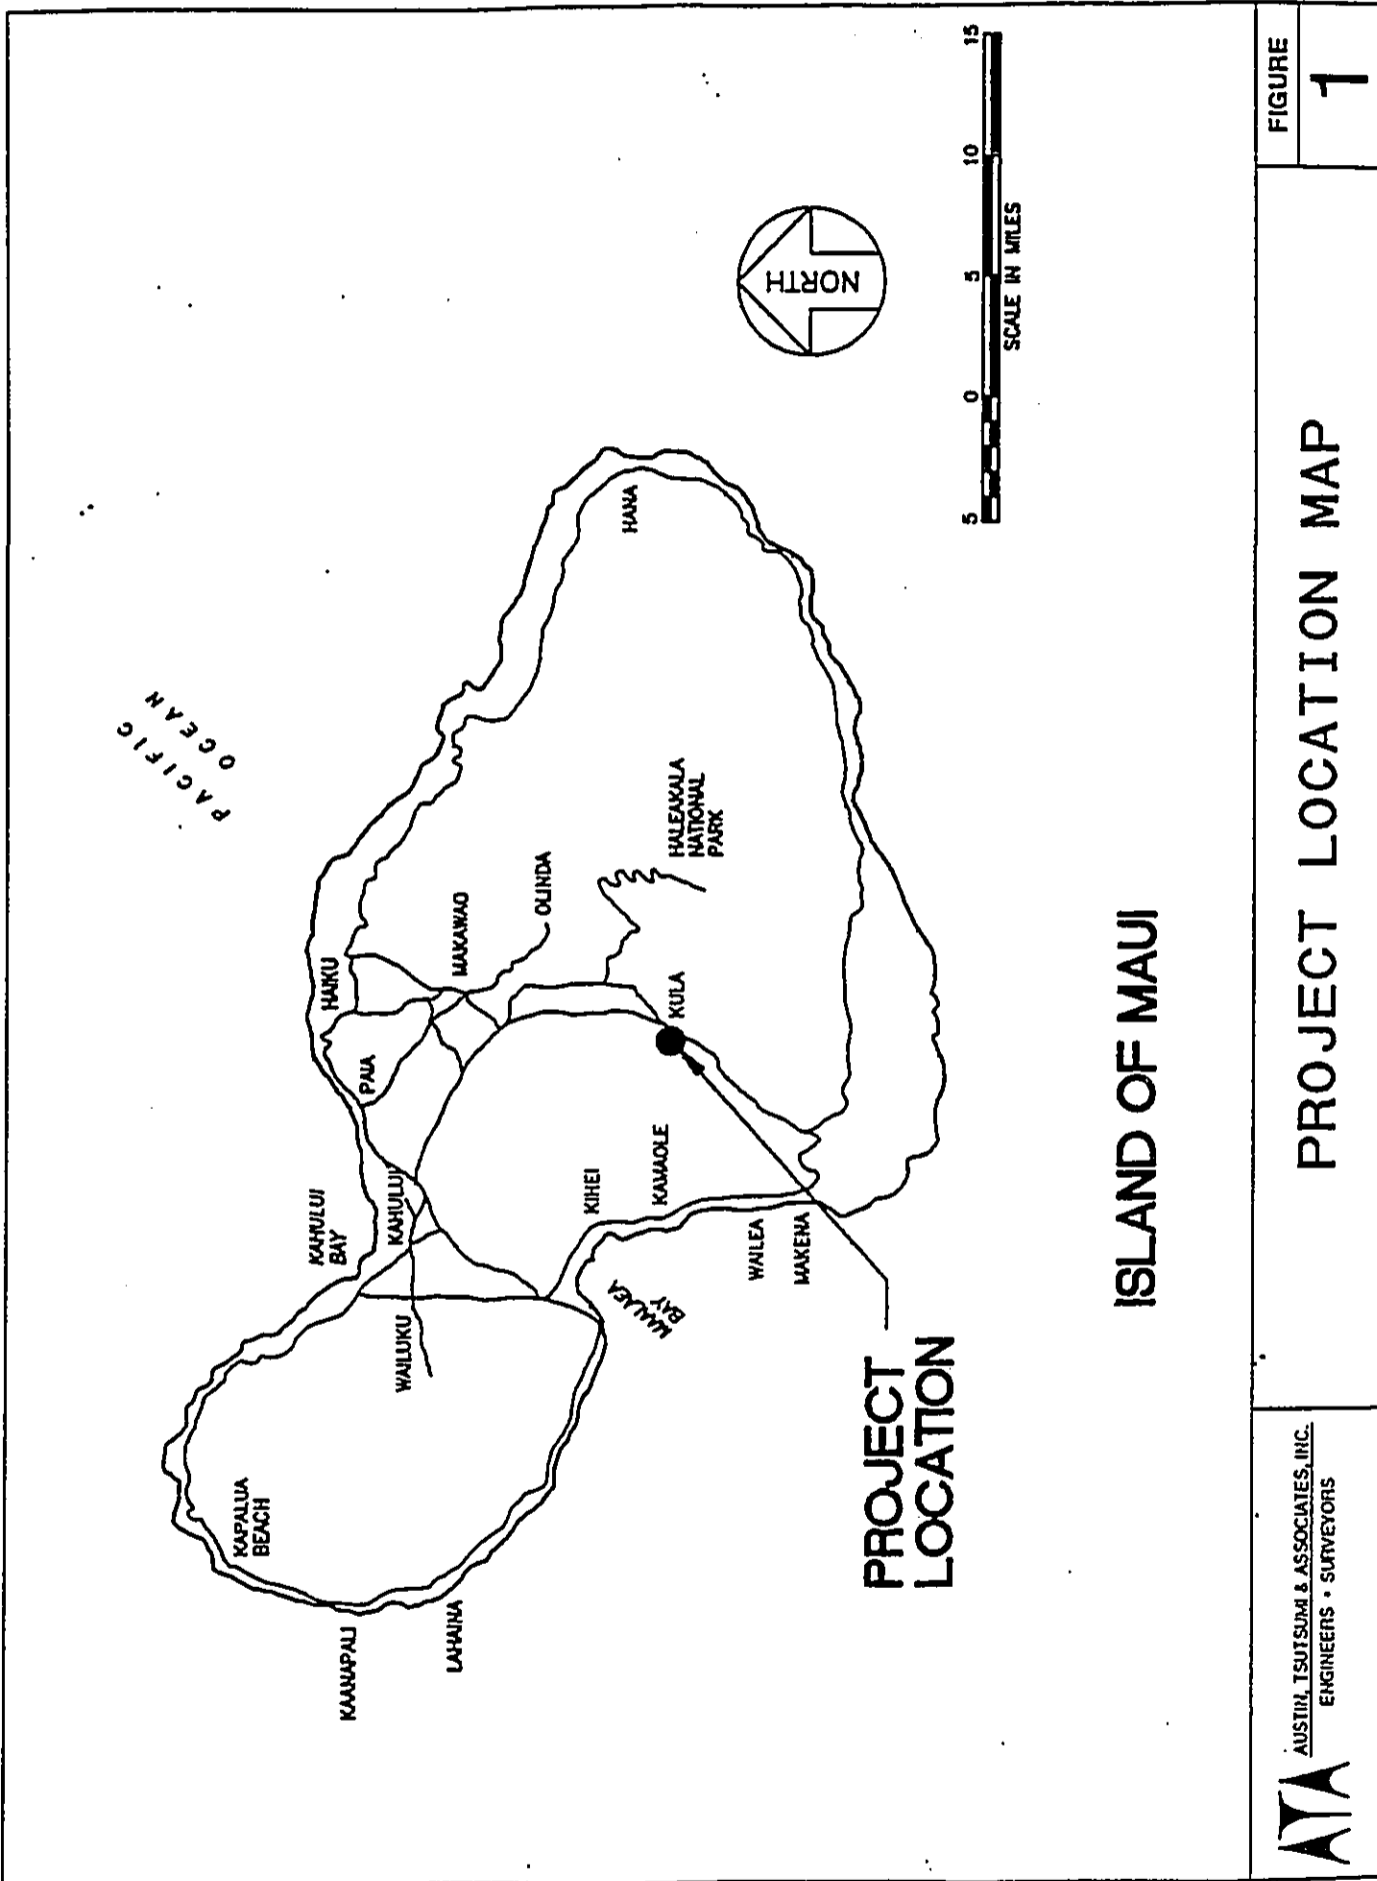 PACIFIC
OCEAN
KAPALUA
BEACH
KAANAPALI
LAHAINA
KAHULUI
BAY
WAILUKU
KAHULUI
PAIA
HAIKU
MAKAWAO
OLINDA
HANA
HALEAKALA
NATIONAL
PARK
KULA
KIHEI
KAMAOLE
MAALAEA
BAY
WAILEA
MAKENA
PROJECT
LOCATION
NORTH
5 0 5 10 15
SCALE IN MILES
ISLAND OF MAUI
ATA
AUSTIN, TSUTSUMI & ASSOCIATES, INC.
ENGINEERS • SURVEYORS
PROJECT LOCATION MAP
FIGURE
1